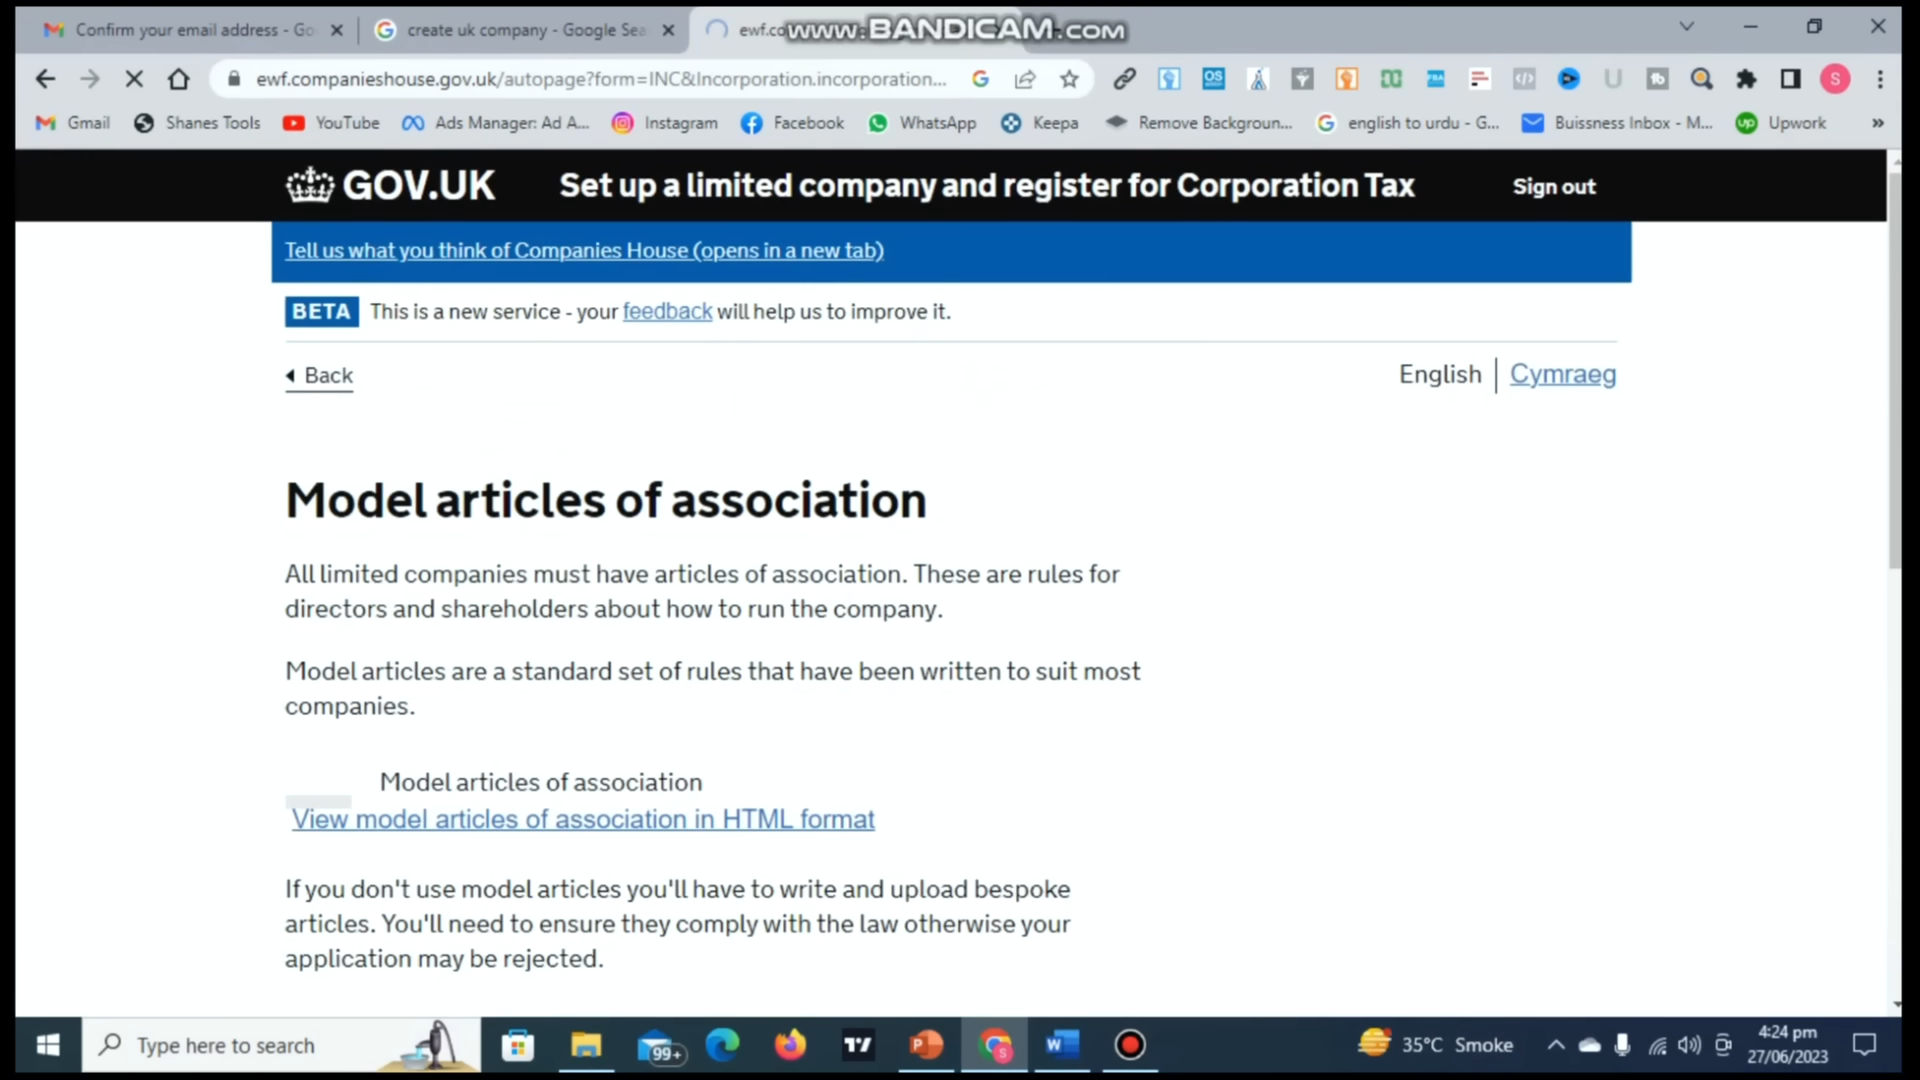 Confirm your email address - Go
create uk company - Google Sea
ewf.co
www.BANDICAM.com
ewf.companieshouse.gov.uk/autopage?form=INC&Incorporation.incorporation...
Gmail
Shanes Tools
YouTube
Ads Manager: Ad A...
Instagram
Facebook
WhatsApp
Keepa
Remove Backgroun...
english to urdu - G...
Buissness Inbox - M...
Upwork
»
GOV.UK
Set up a limited company and register for Corporation Tax
Sign out
Tell us what you think of Companies House (opens in a new tab)
BETA This is a new service - your feedback will help us to improve it.
Back
English
Cymraeg
Model articles of association
All limited companies must have articles of association. These are rules for
directors and shareholders about how to run the company.
Model articles are a standard set of rules that have been written to suit most
companies.
Model articles of association
View model articles of association in HTML format
If you don't use model articles you'll have to write and upload bespoke
articles. You'll need to ensure they comply with the law otherwise your
application may be rejected.
Type here to search
99+
35°C Smoke
4:24 pm
27/06/2023